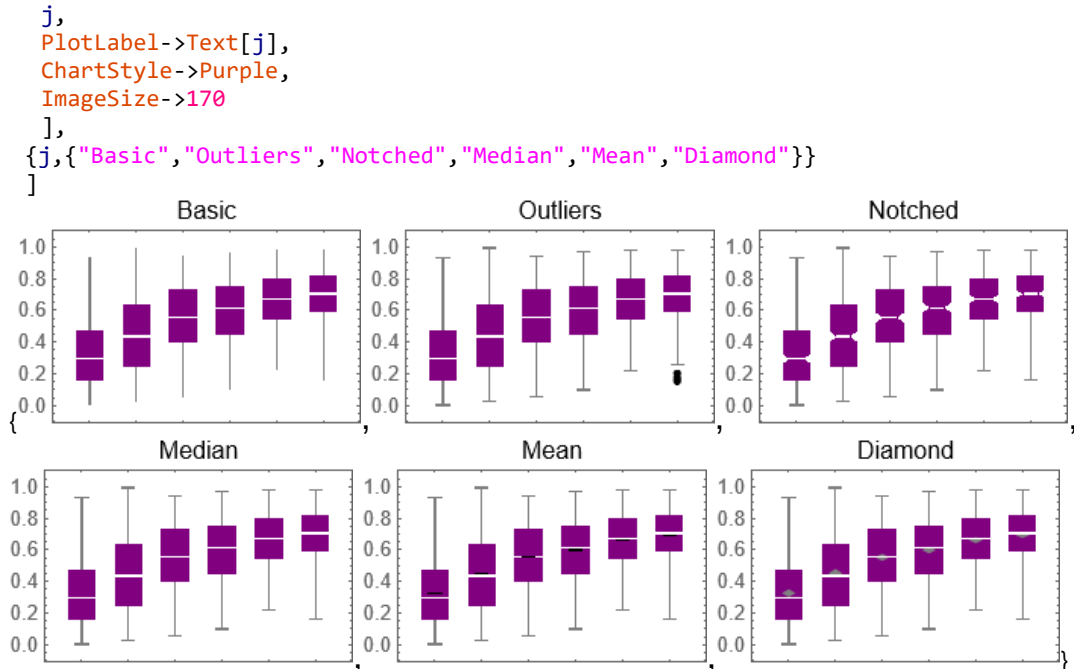 j,
PlotLabel->Text[j],
ChartStyle->Purple,
ImageSize->170
],
{j,{"Basic","Outliers","Notched","Median","Mean","Diamond"}}
]
Basic Outliers Notched
1.0 1.0 1.0
0.8 0.8 0.8
0.6 0.6 0.6
0.4 0.4 0.4
0.2 0.2 0.2
0.0 0.0 0.0
{ , , ,
Median Mean Diamond
1.0 1.0 1.0
0.8 0.8 0.8
0.6 0.6 0.6
0.4 0.4 0.4
0.2 0.2 0.2
0.0 0.0 0.0
, , }